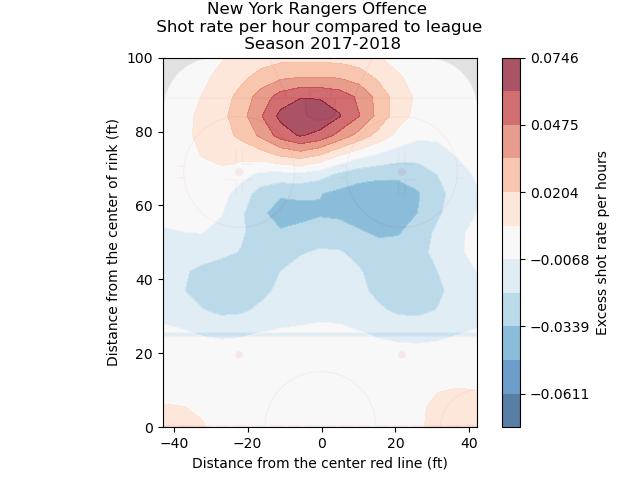 New York Rangers Offence
Shot rate per hour compared to league
Season 2017-2018
100
80
60
40
20
0
−40
−20
0
20
40
Distance from the center of rink (ft)
Distance from the center red line (ft)
0.0746
0.0475
0.0204
−0.0068
−0.0339
−0.0611
Excess shot rate per hours